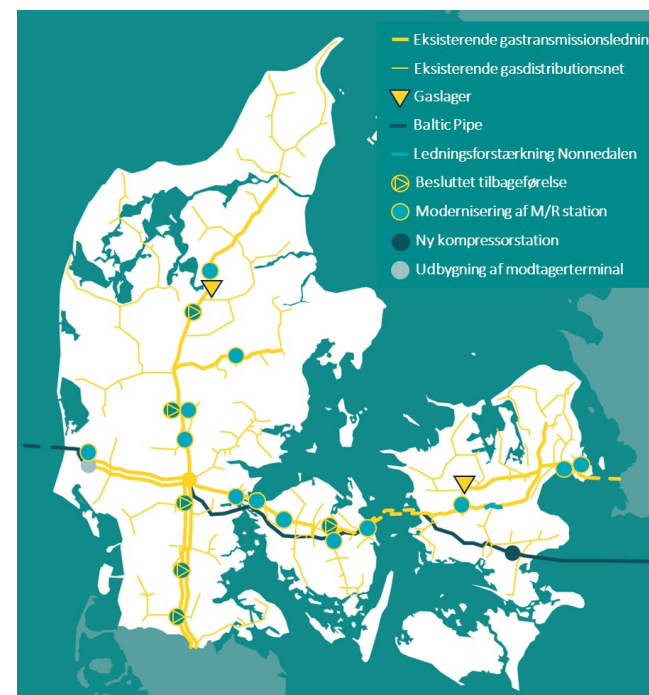 Eksisterende gastransmissionsledning
Eksisterende gasdistributionsnet
Gaslager
Baltic Pipe
Ledningsforstærkning Nonnedalen
Besluttet tilbageførelse
Modernisering af M/R station
Ny kompressorstation
Udbygning af modtagerterminal